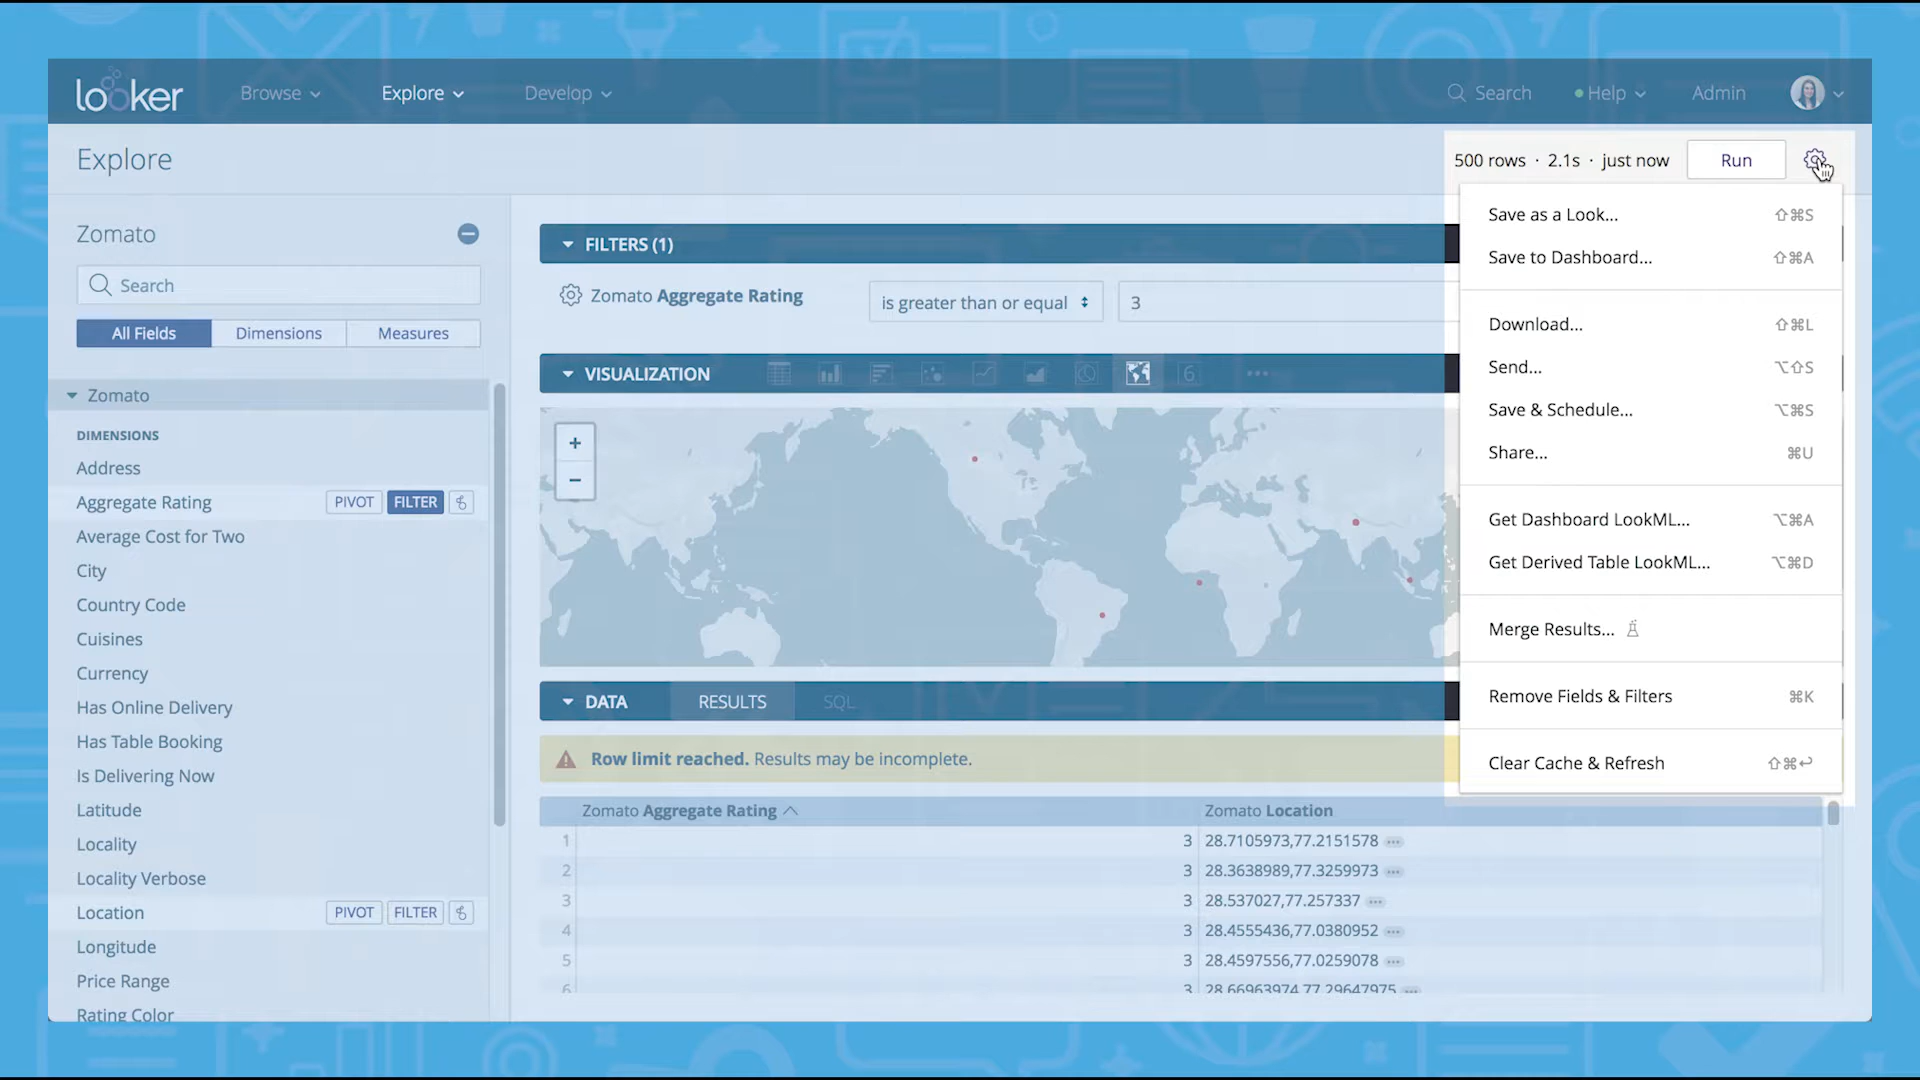 looker
Browse
Explore
Develop
Search
Help
Admin
Explore
500 rows · 2.1s · just now
Run
Zomato
Search
All Fields
Dimensions
Measures
Zomato
DIMENSIONS
Address
Aggregate Rating
PIVOT
FILTER
Average Cost for Two
City
Country Code
Cuisines
Currency
Has Online Delivery
Has Table Booking
Is Delivering Now
Latitude
Locality
Locality Verbose
Location
PIVOT
FILTER
Longitude
Price Range
Rating Color
FILTERS (1)
Zomato Aggregate Rating
is greater than or equal
3
VISUALIZATION
6
+
−
DATA
RESULTS
SQL
Row limit reached. Results may be incomplete.
Zomato Aggregate Rating
Zomato Location
1 3 28.7105973,77.2151578
2 3 28.3638989,77.3259973
3 3 28.537027,77.257337
4 3 28.4555436,77.0380952
5 3 28.4597556,77.0259078
6 3 28.66963974,77.29647975
Save as a Look... ⇧⌘S
Save to Dashboard... ⇧⌘A
Download... ⇧⌘L
Send... ⌥⇧S
Save & Schedule... ⌥⌘S
Share... ⌘U
Get Dashboard LookML... ⌥⌘A
Get Derived Table LookML... ⌥⌘D
Merge Results...
Remove Fields & Filters ⌘K
Clear Cache & Refresh ⇧⌘↩